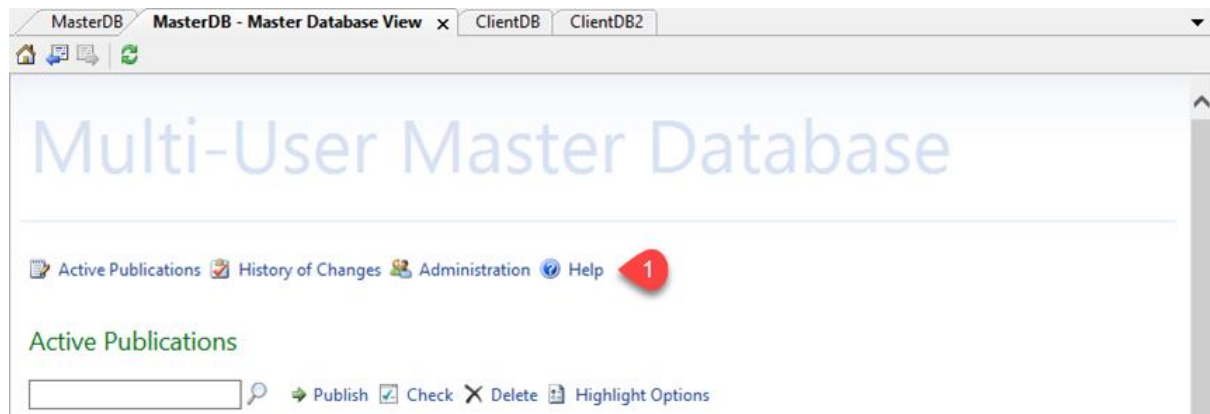 MasterDB MasterDB - Master Database View x ClientDB ClientDB2
Multi-User Master Database
Active Publications History of Changes Administration Help 1
Active Publications
Publish Check Delete Highlight Options